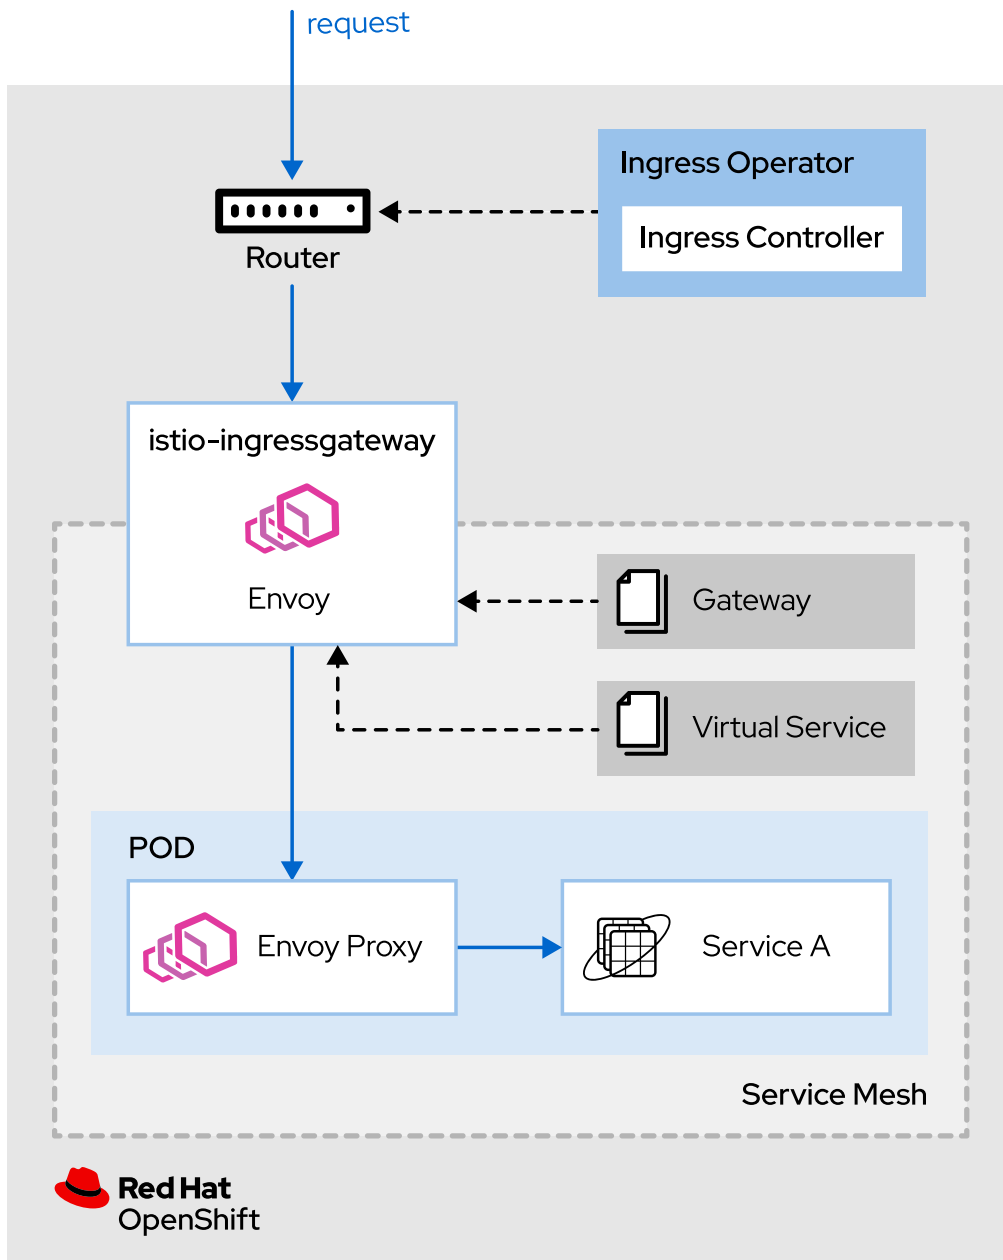 request
Ingress Operator
Ingress Controller
Router
istio-ingressgateway
Envoy
Gateway
Virtual Service
POD
Envoy Proxy
Service A
Service Mesh
Red Hat
OpenShift